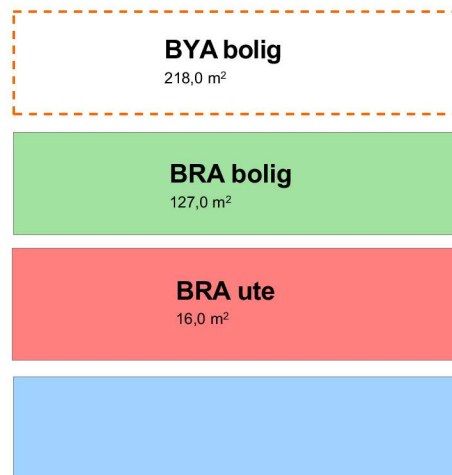 BYA bolig
218,0 m²
BRA bolig
127,0 m²
BRA ute
16,0 m²